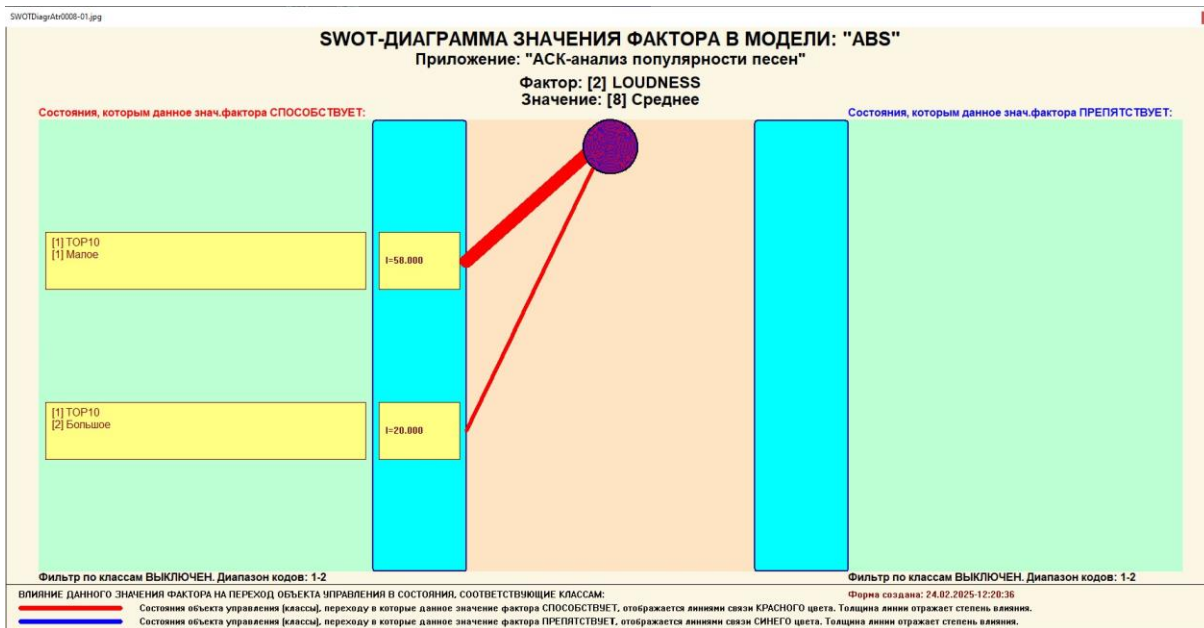 SWOTDiagrAtr0008-01.jpg
SWOT-ДИАГРАММА ЗНАЧЕНИЯ ФАКТОРА В МОДЕЛИ: "ABS"
Приложение: "АСК-анализ популярности песен"
Фактор: [2] LOUDNESS
Значение: [8] Среднее
Состояния, которым данное знач.фактора СПОСОБСТВУЕТ:
Состояния, которым данное знач.фактора ПРЕПЯТСТВУЕТ:
[1] TOP10
[1] Малое
I=58.000
[1] TOP10
[2] Большое
I=20.000
Фильтр по классам ВЫКЛЮЧЕН. Диапазон кодов: 1-2
Фильтр по классам ВЫКЛЮЧЕН. Диапазон кодов: 1-2
ВЛИЯНИЕ ДАННОГО ЗНАЧЕНИЯ ФАКТОРА НА ПЕРЕХОД ОБЪЕКТА УПРАВЛЕНИЯ В СОСТОЯНИЯ, СООТВЕТСТВУЮЩИЕ КЛАССАМ:
Форма создана: 24.02.2025-12:20:36
Состояния объекта управления (классы), переходу в которые данное значение фактора СПОСОБСТВУЕТ, отображается линиями связи КРАСНОГО цвета. Толщина линии отражает степень влияния.
Состояния объекта управления (классы), переходу в которые данное значение фактора ПРЕПЯТСТВУЕТ, отображается линиями связи СИНЕГО цвета. Толщина линии отражает степень влияния.